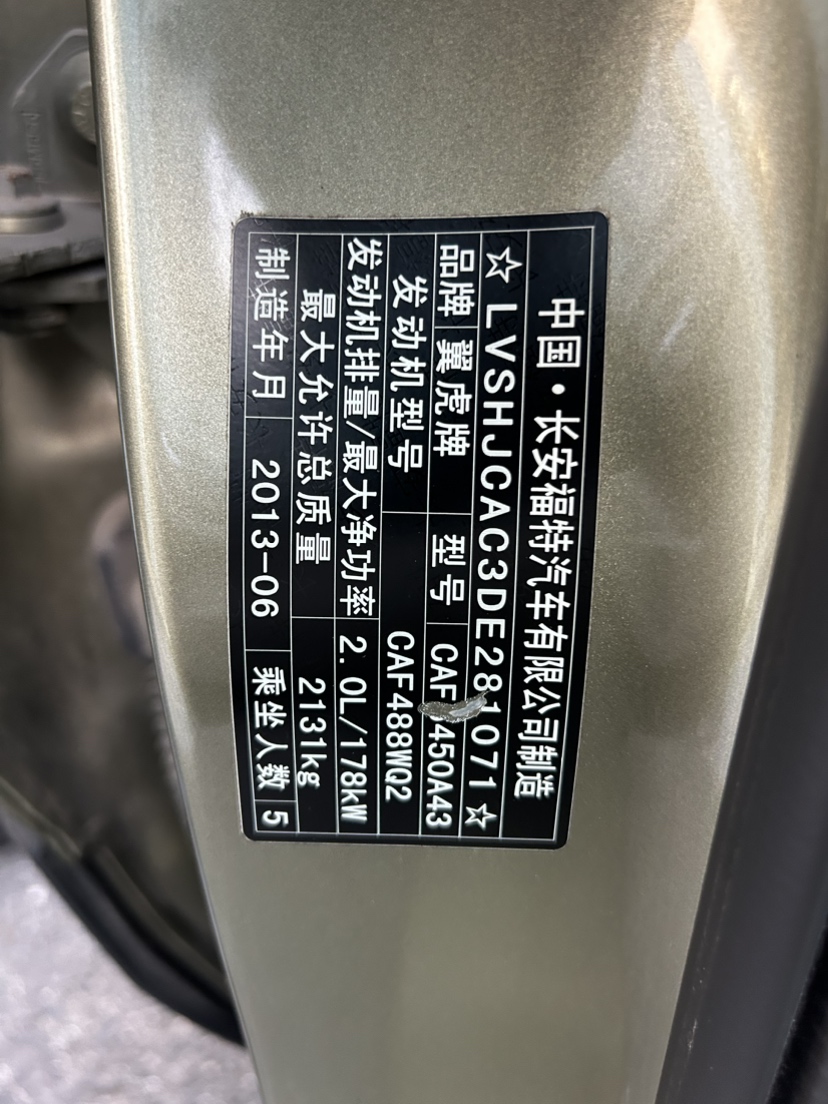 中国·长安福特汽车有限公司制造
☆LVSHJCAC3DE281071☆
品牌 翼虎牌 型号
发动机型号 CAF488WQ2
发动机排量/最大净功率 2.0L/178kW
最大允许总质量 2131kg
制造年月 2013-06 乘坐人数 5